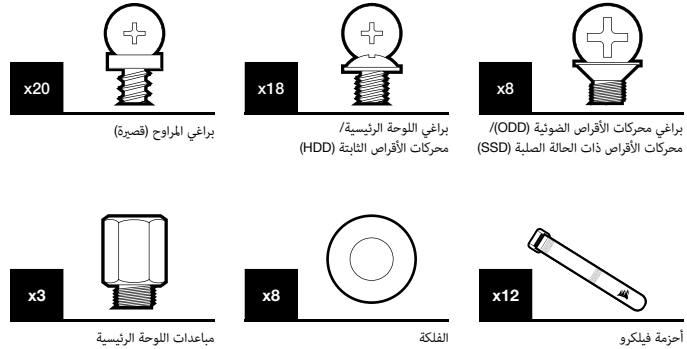 x8
براغي محركات الأقراص الضوئية (ODD)/
محركات الأقراص ذات الحالة الصلبة (SSD)
x18
براغي اللوحة الرئيسية/
محركات الأقراص الثابتة (HDD)
x20
براغي المراوح (قصيرة)
x12
أحزمة فيلكرو
x8
الفلكة
x3
مباعدات اللوحة الرئيسية